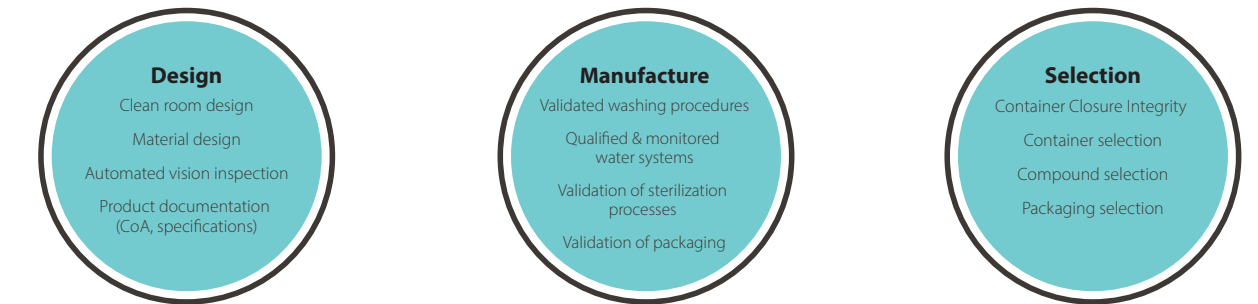 Design
Clean room design
Material design
Automated vision inspection
Product documentation
(CoA, specifications)
Manufacture
Validated washing procedures
Qualified & monitored
water systems
Validation of sterilization
processes
Validation of packaging
Selection
Container Closure Integrity
Container selection
Compound selection
Packaging selection